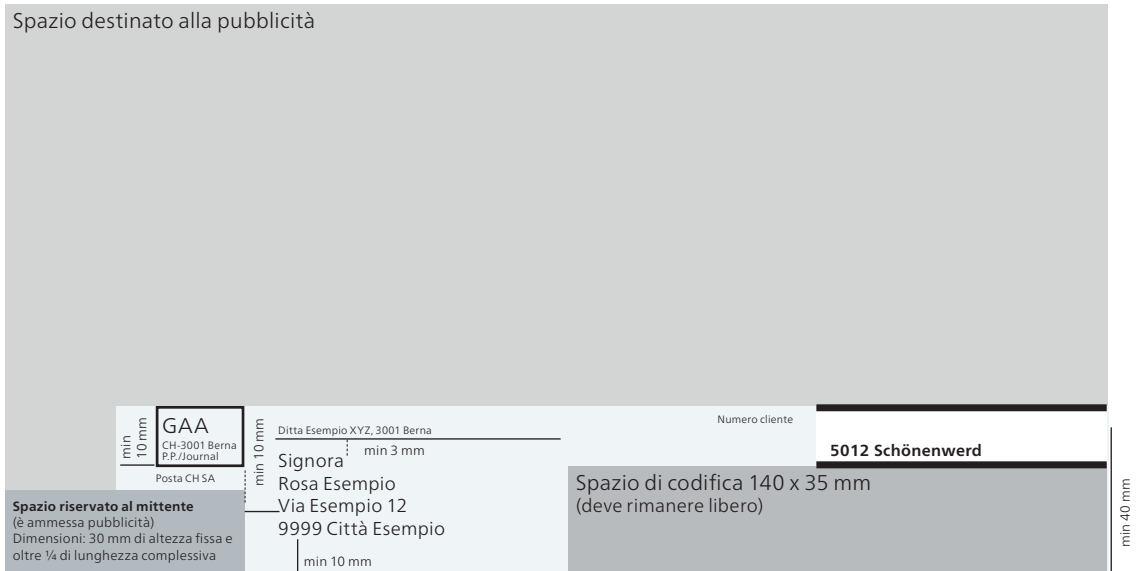 Spazio destinato alla pubblicità
min
10 mm
GAA
CH-3001 Berna
P.P./Journal
Posta CH SA
min 10 mm
Ditta Esempio XYZ, 3001 Berna
min 3 mm
Signora
Rosa Esempio
Via Esempio 12
9999 Città Esempio
min 10 mm
Numero cliente
5012 Schönenwerd
Spazio di codifica 140 x 35 mm
(deve rimanere libero)
min 40 mm
Spazio riservato al mittente
(è ammessa pubblicità)
Dimensioni: 30 mm di altezza fissa e
oltre ¼ di lunghezza complessiva